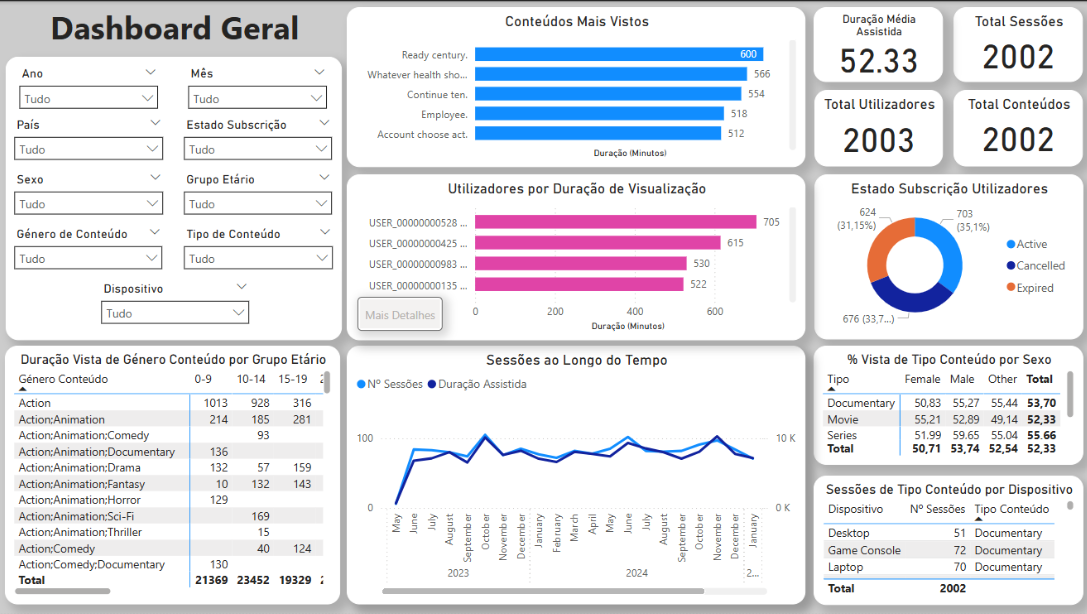 Dashboard Geral
Ano
Mês
Tudo
Tudo
País
Estado Subscrição
Tudo
Tudo
Sexo
Grupo Etário
Tudo
Tudo
Género de Conteúdo
Tipo de Conteúdo
Tudo
Tudo
Dispositivo
Tudo
Conteúdos Mais Vistos
Ready century.
600
Whatever health sho...
566
Continue ten.
554
Employee.
518
Account choose act.
512
Duração (Minutos)
Duração Média
Assistida
52.33
Total Sessões
2002
Total Utilizadores
2003
Total Conteúdos
2002
Utilizadores por Duração de Visualização
USER_00000000528 ...
705
USER_00000000425 ...
615
USER_00000000983 ...
530
USER_00000000135 ...
522
Mais Detalhes
0 200 400 600
Duração (Minutos)
Estado Subscrição Utilizadores
624
(31,15%)
703
(35,1%)
676 (33,7...)
Active
Cancelled
Expired
Duração Vista de Género Conteúdo por Grupo Etário
Género Conteúdo 0-9 10-14 15-19
Action 1013 928 316
Action;Animation 214 185 281
Action;Animation;Comedy 93
Action;Animation;Documentary 136
Action;Animation;Drama 132 57 159
Action;Animation;Fantasy 10 132 143
Action;Animation;Horror 129
Action;Animation;Sci-Fi 169
Action;Animation;Thriller 15
Action;Comedy 40 124
Action;Comedy;Documentary 130
Total 21369 23452 19329
Sessões ao Longo do Tempo
Nº Sessões Duração Assistida
100
0
10 K
0 K
May
June
July
August
September
October
November
December
January
February
March
April
May
June
July
August
September
October
November
December
January
2023
2024
2...
% Vista de Tipo Conteúdo por Sexo
Tipo Female Male Other Total
Documentary 50,83 55,27 55,44 53,70
Movie 55,21 52,89 49,14 52,33
Series 51.99 59.65 55.04 55.66
Total 50,71 53,74 52,54 52,33
Sessões de Tipo Conteúdo por Dispositivo
Dispositivo Nº Sessões Tipo Conteúdo
Desktop 51 Documentary
Game Console 72 Documentary
Laptop 70 Documentary
Total 2002